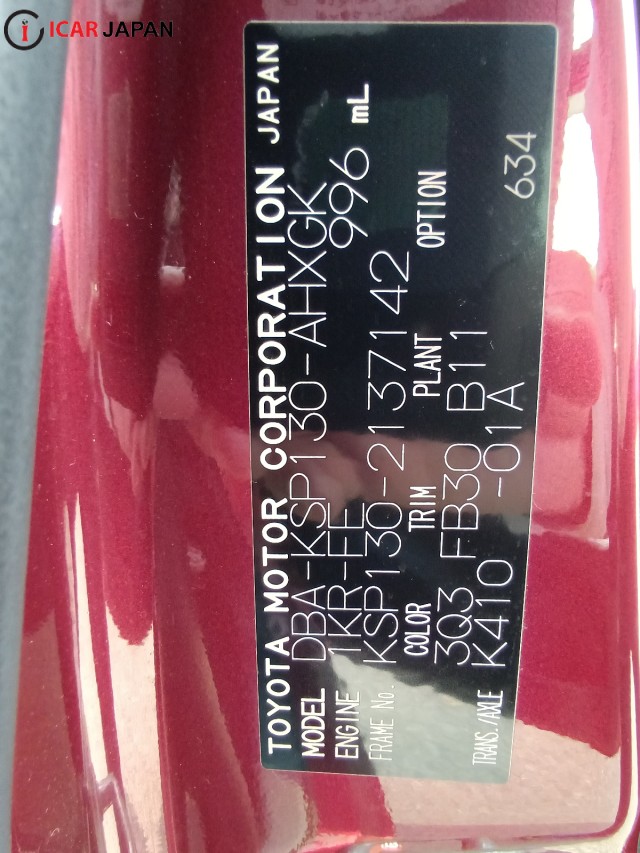 ICAR JAPAN
TOYOTA MOTOR CORPORATION JAPAN
MODEL DBA-KSP130-AHXGK
ENGINE 1KR-FE 996 mL
FRAME No. KSP130-2137142
COLOR TRIM PLANT OPTION
3Q3 FB30 B11 634
TRANS./AXLE K410 -01A